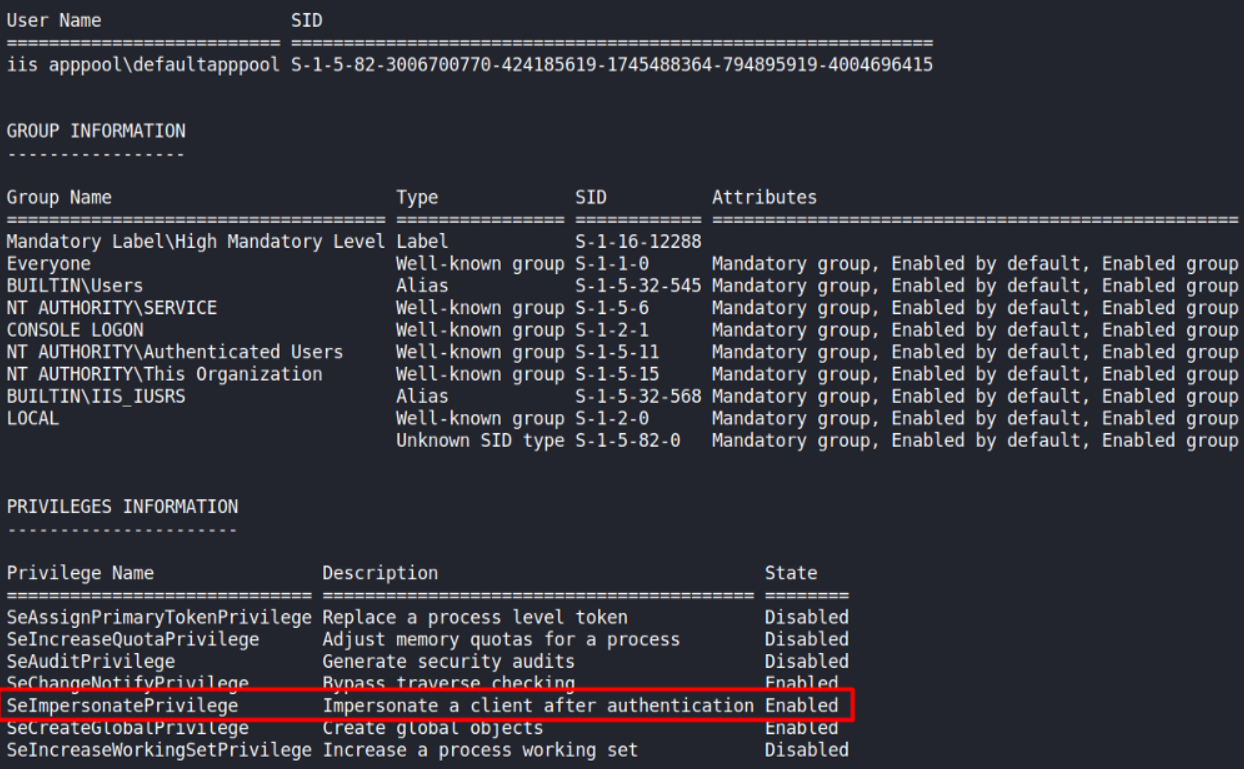 User Name                  SID
========================== =============================================================
iis apppool\defaultapppool S-1-5-82-3006700770-424185619-1745488364-794895919-4004696415
GROUP INFORMATION
-----------------
Group Name                           Type             SID          Attributes
==================================== ================ ============ ==================================================
Mandatory Label\High Mandatory Level Label            S-1-16-12288
Everyone                             Well-known group S-1-1-0      Mandatory group, Enabled by default, Enabled group
BUILTIN\Users                        Alias            S-1-5-32-545 Mandatory group, Enabled by default, Enabled group
NT AUTHORITY\SERVICE                 Well-known group S-1-5-6      Mandatory group, Enabled by default, Enabled group
CONSOLE LOGON                        Well-known group S-1-2-1      Mandatory group, Enabled by default, Enabled group
NT AUTHORITY\Authenticated Users     Well-known group S-1-5-11     Mandatory group, Enabled by default, Enabled group
NT AUTHORITY\This Organization       Well-known group S-1-5-15     Mandatory group, Enabled by default, Enabled group
BUILTIN\IIS_IUSRS                    Alias            S-1-5-32-568 Mandatory group, Enabled by default, Enabled group
LOCAL                                Well-known group S-1-2-0      Mandatory group, Enabled by default, Enabled group
                                     Unknown SID type S-1-5-82-0   Mandatory group, Enabled by default, Enabled group
PRIVILEGES INFORMATION
----------------------
Privilege Name                Description                               State
============================= ========================================= ========
SeAssignPrimaryTokenPrivilege Replace a process level token             Disabled
SeIncreaseQuotaPrivilege      Adjust memory quotas for a process        Disabled
SeAuditPrivilege              Generate security audits                  Disabled
SeChangeNotifyPrivilege       Bypass traverse checking                  Enabled
SeImpersonatePrivilege        Impersonate a client after authentication Enabled
SeCreateGlobalPrivilege       Create global objects                     Enabled
SeIncreaseWorkingSetPrivilege Increase a process working set            Disabled